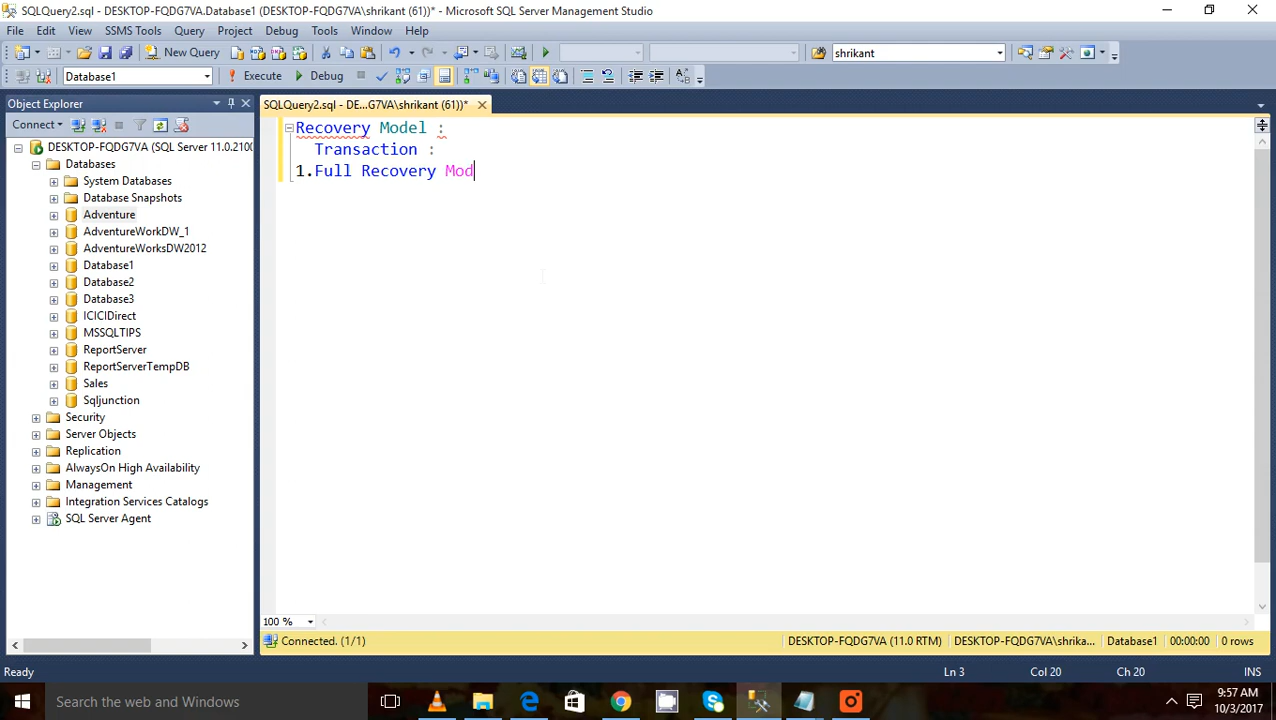 SQLQuery2.sql - DESKTOP-FQDG7VA.Database1 (DESKTOP-FQDG7VA\shrikant (61))* - Microsoft SQL Server Management Studio
File Edit View SSMS Tools Query Project Debug Tools Window Help
New Query shrikant
Database1 Execute Debug
Object Explorer
SQLQuery2.sql - DE...G7VA\shrikant (61))*
Connect
DESKTOP-FQDG7VA (SQL Server 11.0.2100
Databases
System Databases
Database Snapshots
Adventure
AdventureWorkDW_1
AdventureWorksDW2012
Database1
Database2
Database3
ICICIDirect
MSSQLTIPS
ReportServer
ReportServerTempDB
Sales
Sqljunction
Security
Server Objects
Replication
AlwaysOn High Availability
Management
Integration Services Catalogs
SQL Server Agent
Recovery Model :
Transaction :
1.Full Recovery Mod
100 %
Connected. (1/1) DESKTOP-FQDG7VA (11.0 RTM) DESKTOP-FQDG7VA\shrika... Database1 00:00:00 0 rows
Ready Ln 3 Col 20 Ch 20 INS
Search the web and Windows
9:57 AM
10/3/2017